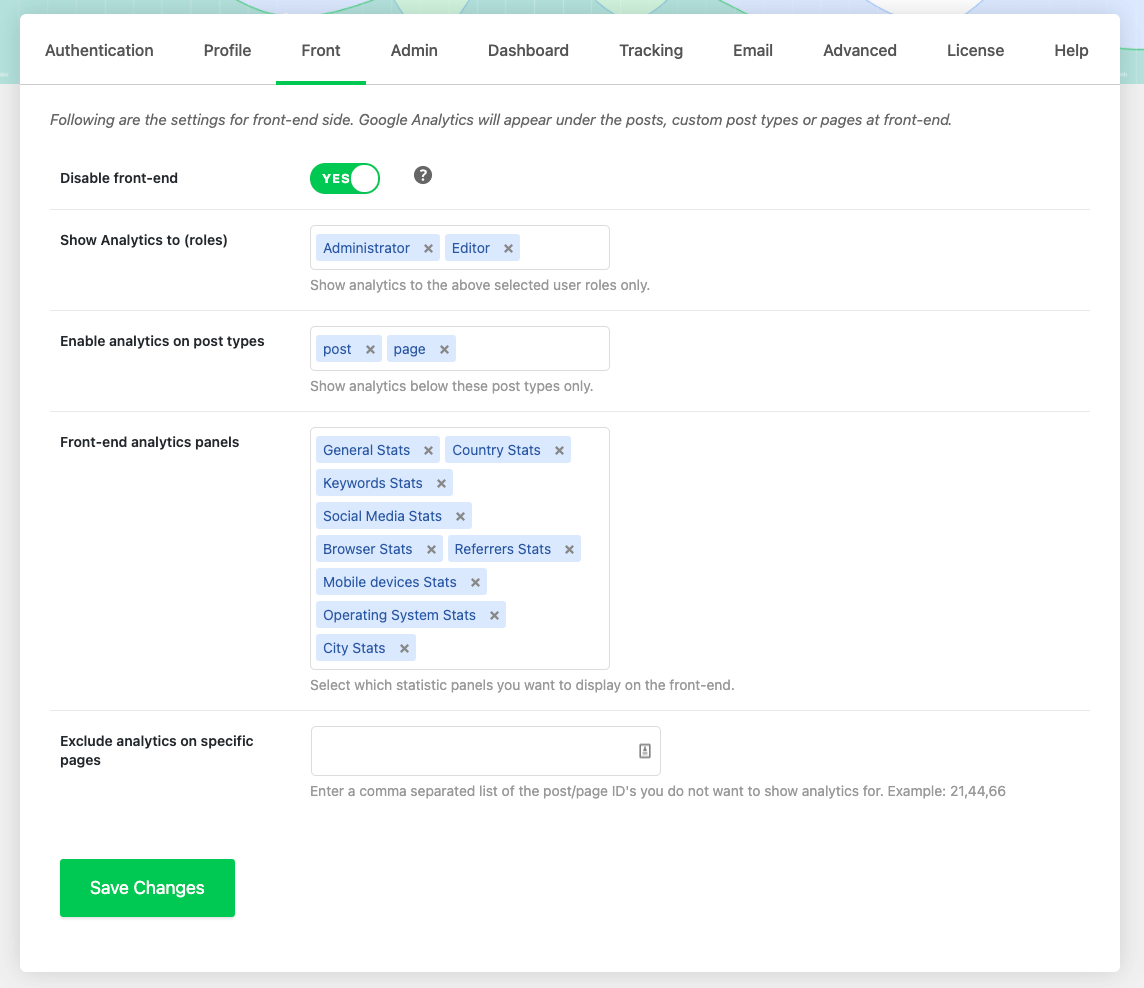 Authentication Profile Front Admin Dashboard Tracking Email Advanced License Help
Following are the settings for front-end side. Google Analytics will appear under the posts, custom post types or pages at front-end.
Disable front-end YES ?
Show Analytics to (roles) Administrator × Editor ×
Show analytics to the above selected user roles only.
Enable analytics on post types post × page ×
Show analytics below these post types only.
Front-end analytics panels General Stats × Country Stats ×
Keywords Stats ×
Social Media Stats ×
Browser Stats × Referrers Stats ×
Mobile devices Stats ×
Operating System Stats ×
City Stats ×
Select which statistic panels you want to display on the front-end.
Exclude analytics on specific
pages
Enter a comma separated list of the post/page ID's you do not want to show analytics for. Example: 21,44,66
Save Changes